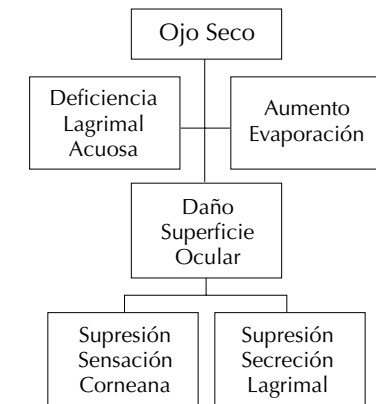 Ojo Seco
Deficiencia
Lagrimal
Acuosa
Aumento
Evaporación
Daño
Superficie
Ocular
Supresión
Sensación
Corneana
Supresión
Secreción
Lagrimal